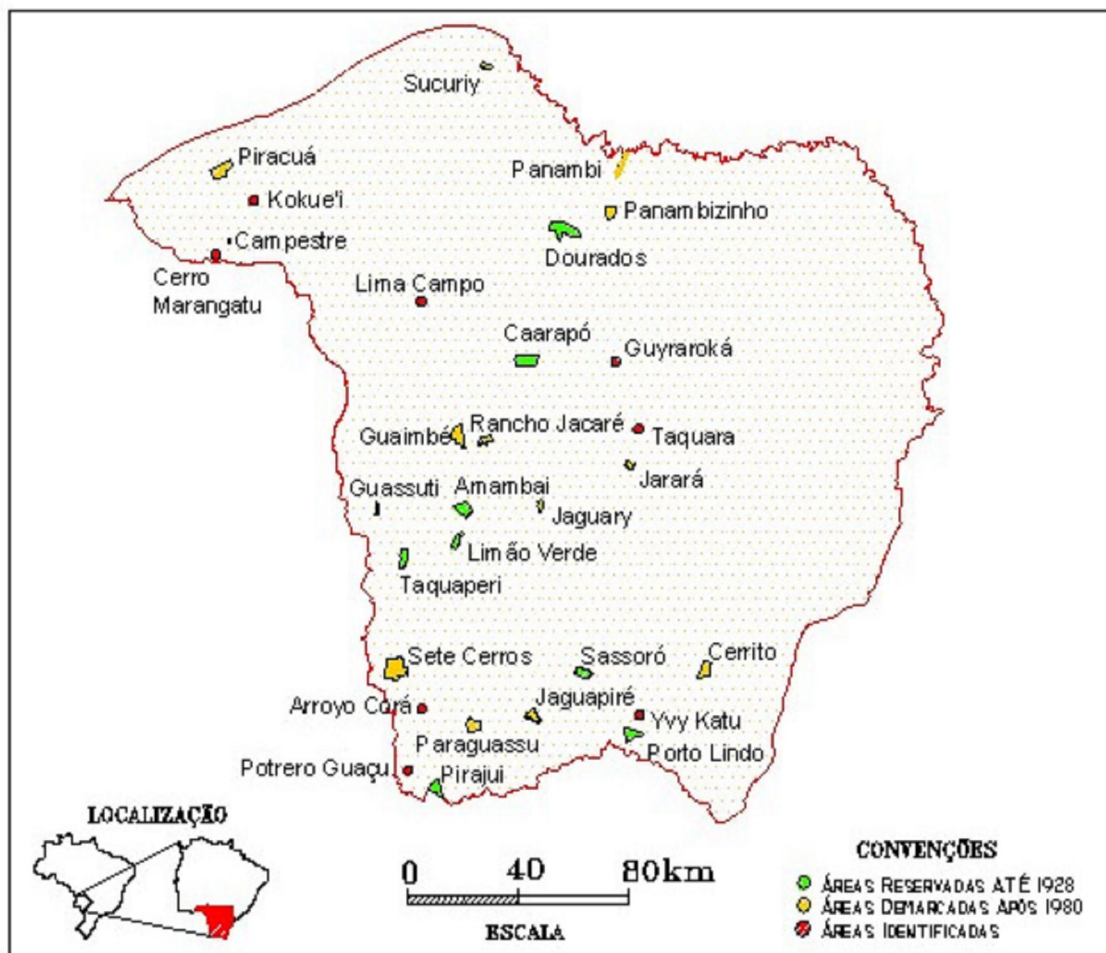 Sucuriy
Piracuá
Panambi
Kokue'i
Panambizinho
Campestre
Dourados
Cerro
Marangatu
Lima Campo
Caarapó
Guyraroká
Rancho Jacaré
Guaimbé
Taquara
Jarará
Guassuti
Amambai
Jaguary
Limão Verde
Taquaperi
Sete Cerros
Sassoró
Cerrito
Jaguapiré
Arroyo Corá
Yvy Katu
Paraguassu
Porto Lindo
Potrero Guaçu
Pirajui
LOCALIZAÇÃO
0 40 80km
ESCALA
CONVENÇÕES
ÁREAS RESERVADAS ATÉ 1928
ÁREAS DEMARCADAS APÓS 1980
ÁREAS IDENTIFICADAS